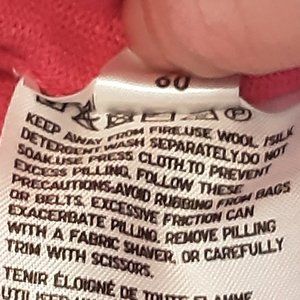 60
KEEP AWAY FROM FIRE.USE WOOL /SILK
DETERGENT.WASH SEPARATELY.DO NOT
SOAK.USE PRESS CLOTH.TO PREVENT
EXCESS PILLING, FOLLOW THESE
PRECAUTIONS:AVOID RUBBING FROM BAGS
OR BELTS. EXCESSIVE FRICTION CAN
EXACERBATE PILLING. REMOVE PILLING
WITH A FABRIC SHAVER, OR CAREFULLY
TRIM WITH SCISSORS.
TENIR ÉLOIGNÉ DE TOUTE FLAMME